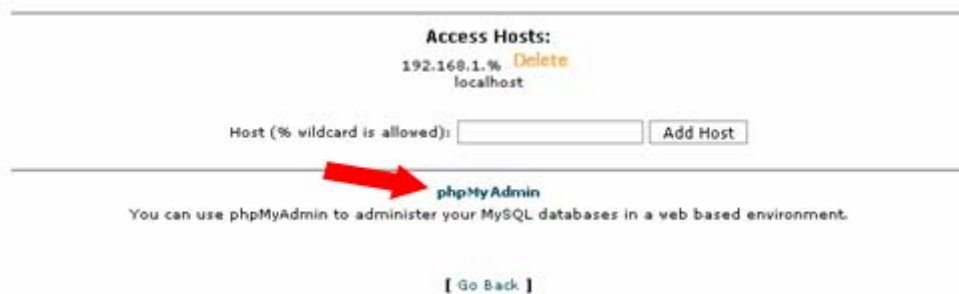 Access Hosts:
192.168.1.% Delete
localhost
Host (% wildcard is allowed): Add Host
phpMyAdmin
You can use phpMyAdmin to administer your MySQL databases in a web based environment.
[ Go Back ]